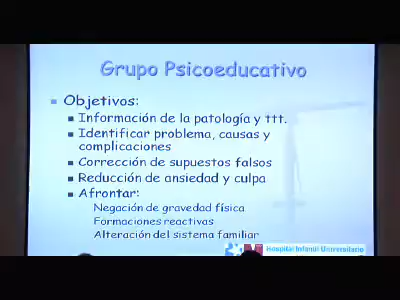 Grupo Psicoeducativo
Objetivos:
Información de la patología y ttt.
Identificar problema, causas y
complicaciones
Corrección de supuestos falsos
Reducción de ansiedad y culpa
Afrontar:
Negación de gravedad física
Formaciones reactivas
Alteración del sistema familiar
Hospital Infantil Universitario